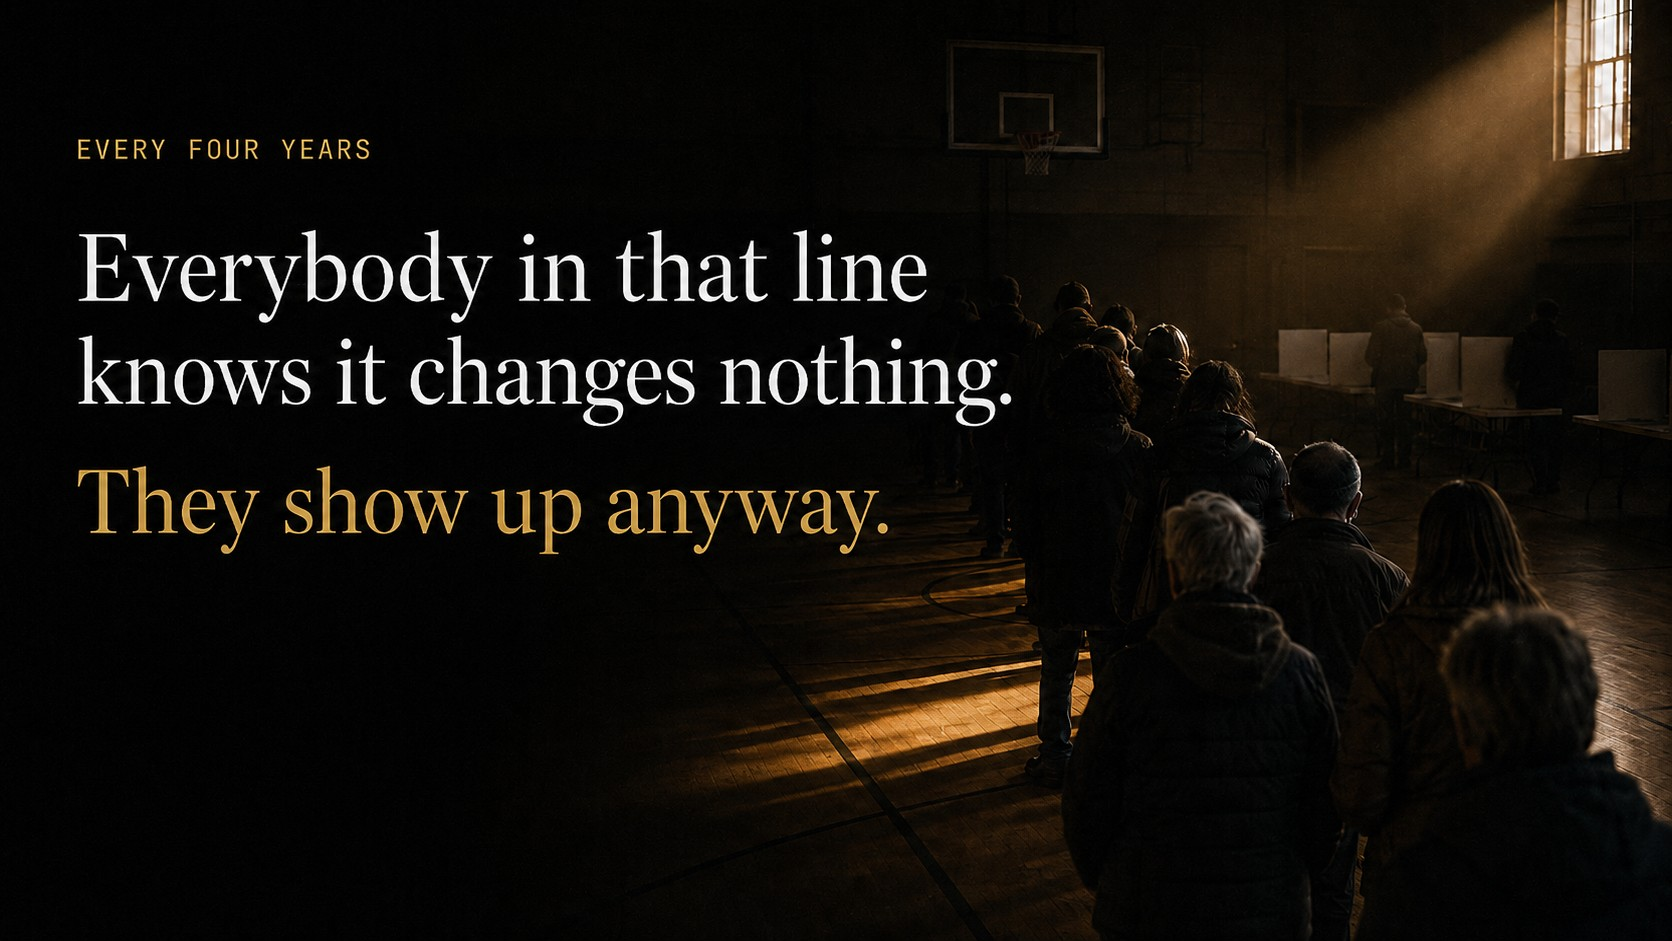 EVERY FOUR YEARS
Everybody in that line
knows it changes nothing.
They show up anyway.